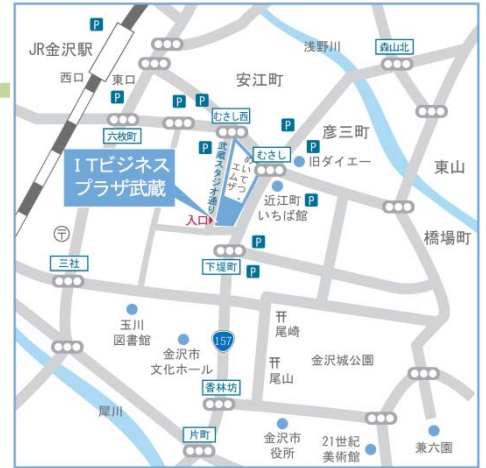 P
JR金沢駅
西口
東口
浅野川
森山北
安江町
P
P
P
六枚町
むさし西
P
彦三町
P
むさし
旧ダイエー
東山
武蔵スタジオ通り
めいてつ・
エムザ
ITビジネス
プラザ武蔵
入口
近江町
いちば館
P
橋場町
〒
P
三社
下堤町
P
玉川
図書館
金沢市
文化ホール
157
尾崎
尾山
金沢城公園
香林坊
犀川
片町
金沢市
役所
21世紀
美術館
兼六園